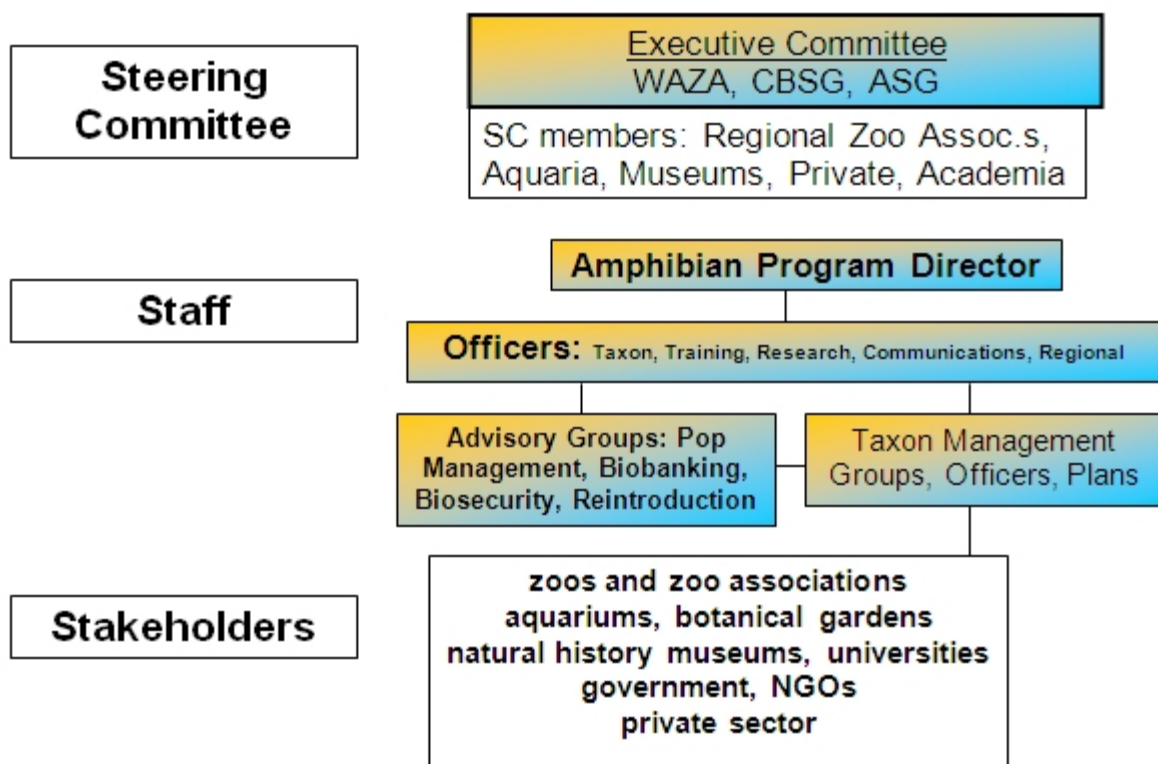 Steering
Committee
Executive Committee
WAZA, CBSG, ASG
SC members: Regional Zoo Assoc.s,
Aquaria, Museums, Private, Academia
Staff
Amphibian Program Director
Officers: Taxon, Training, Research, Communications, Regional
Advisory Groups: Pop
Management, Biobanking,
Biosecurity, Reintroduction
Taxon Management
Groups, Officers, Plans
Stakeholders
zoos and zoo associations
aquariums, botanical gardens
natural history museums, universities
government, NGOs
private sector